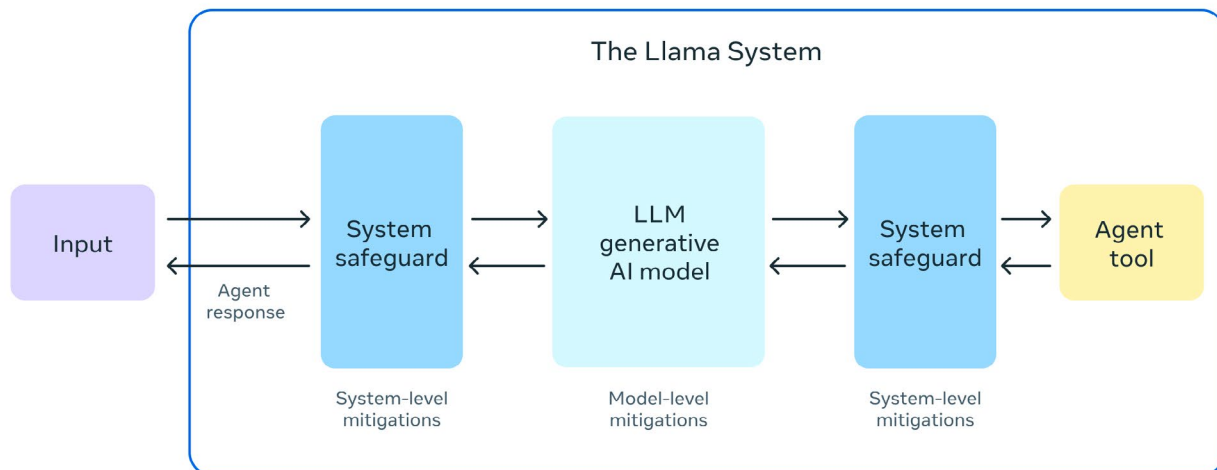 The Llama System
Input
Agent
response
System
safeguard
System-level
mitigations
LLM
generative
AI model
Model-level
mitigations
System
safeguard
System-level
mitigations
Agent
tool